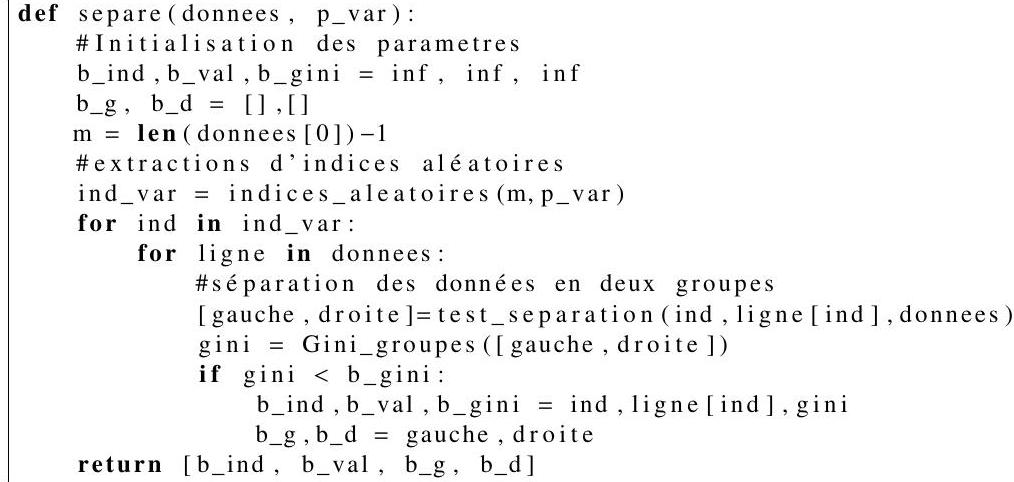 def separe(donnees, p_var):
    #Initialisation des parametres
    b_ind,b_val,b_gini = inf, inf, inf
    b_g, b_d = [],[]
    m = len(donnees[0])−1
    #extractions d'indices aléatoires
    ind_var = indices_aleatoires(m,p_var)
    for ind in ind_var:
        for ligne in donnees:
            #séparation des données en deux groupes
            [gauche,droite]=test_separation(ind,ligne[ind],donnees)
            gini = Gini_groupes([gauche,droite])
            if gini < b_gini:
                b_ind,b_val,b_gini = ind,ligne[ind],gini
                b_g,b_d = gauche,droite
    return [b_ind, b_val, b_g, b_d]